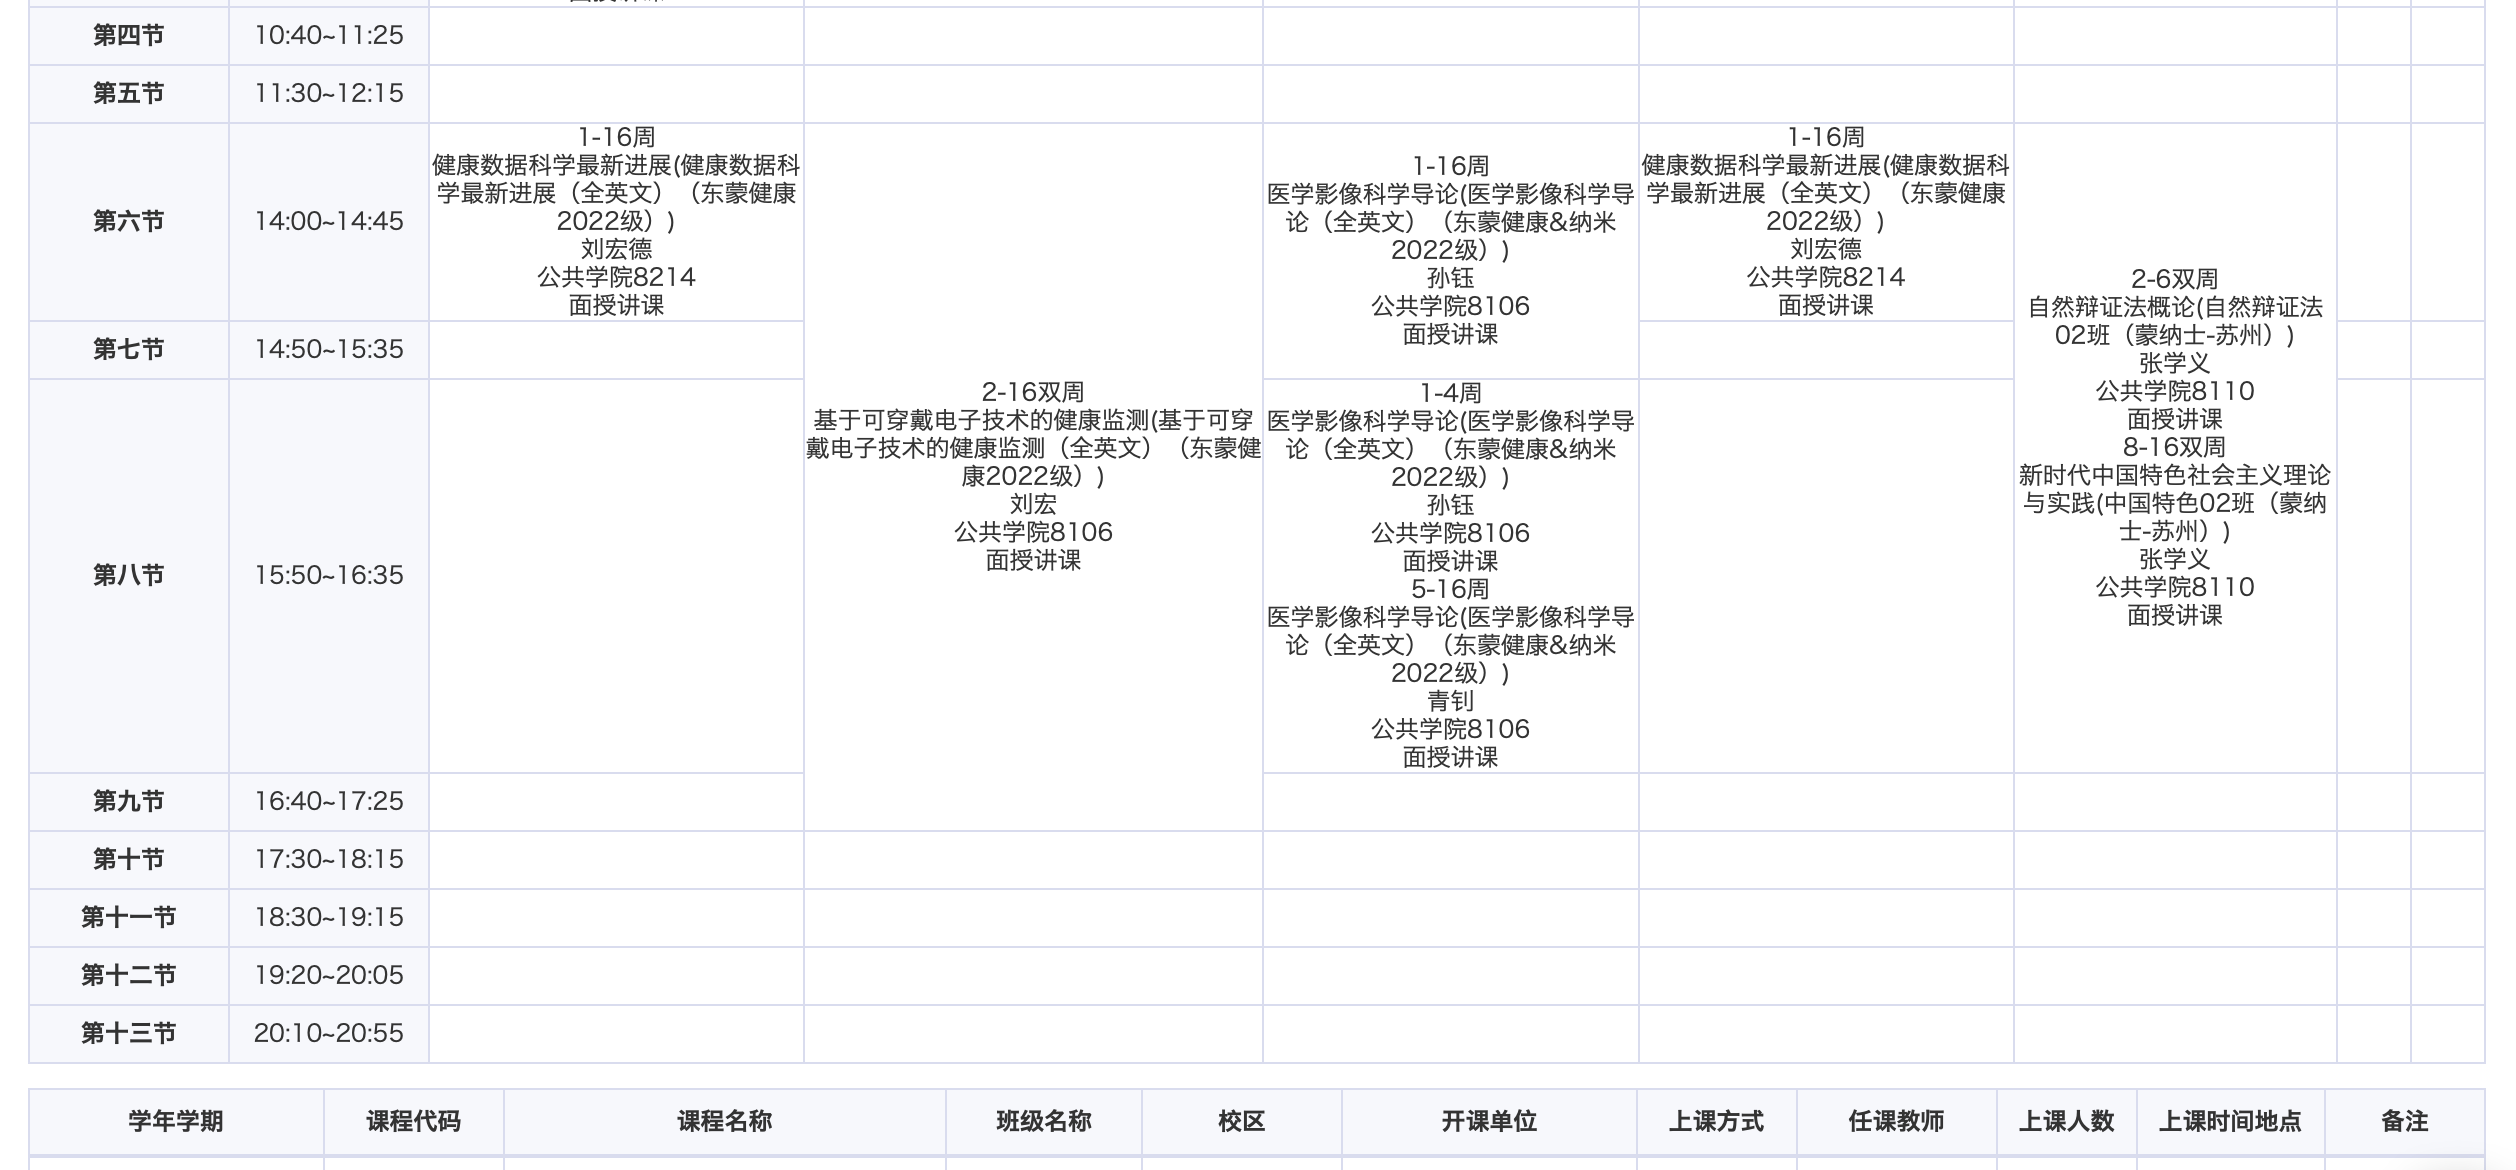 第四节 10:40~11:25
第五节 11:30~12:15
第六节 14:00~14:45
1-16周
健康数据科学最新进展(健康数据科
学最新进展（全英文）（东蒙健康
2022级）)
刘宏德
公共学院8214
面授讲课
2-16双周
基于可穿戴电子技术的健康监测(基于可穿
戴电子技术的健康监测（全英文）（东蒙健
康2022级）)
刘宏
公共学院8106
面授讲课
1-16周
医学影像科学导论(医学影像科学导
论（全英文）（东蒙健康&纳米
2022级）)
孙钰
公共学院8106
面授讲课
1-16周
健康数据科学最新进展(健康数据科
学最新进展（全英文）（东蒙健康
2022级）)
刘宏德
公共学院8214
面授讲课
2-6双周
自然辩证法概论(自然辩证法
02班（蒙纳士-苏州）)
张学义
公共学院8110
面授讲课
8-16双周
新时代中国特色社会主义理论
与实践(中国特色02班（蒙纳
士-苏州）)
张学义
公共学院8110
面授讲课
第七节 14:50~15:35
第八节 15:50~16:35
1-4周
医学影像科学导论(医学影像科学导
论（全英文）（东蒙健康&纳米
2022级）)
孙钰
公共学院8106
面授讲课
5-16周
医学影像科学导论(医学影像科学导
论（全英文）（东蒙健康&纳米
2022级）)
青钊
公共学院8106
面授讲课
第九节 16:40~17:25
第十节 17:30~18:15
第十一节 18:30~19:15
第十二节 19:20~20:05
第十三节 20:10~20:55
学年学期 课程代码 课程名称 班级名称 校区 开课单位 上课方式 任课教师 上课人数 上课时间地点 备注